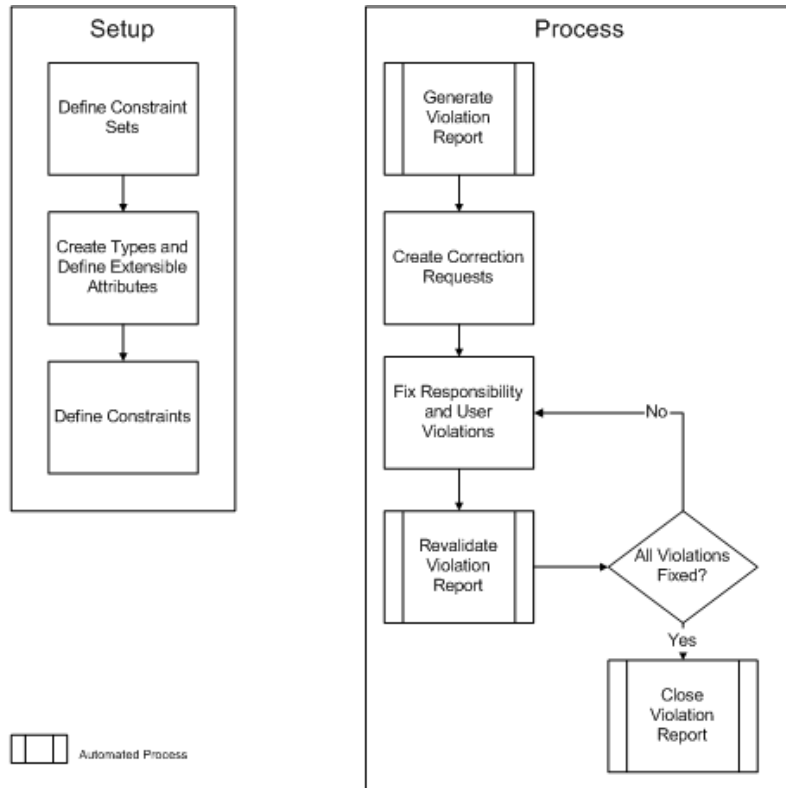 Setup
Define Constraint
Sets
Create Types and
Define Extensible
Attributes
Define Constraints
Process
Generate
Violation
Report
Create Correction
Requests
Fix Responsibility
and User
Violations
No
Revalidate
Violation
Report
All Violations
Fixed?
Yes
Close
Violation
Report
Automated Process